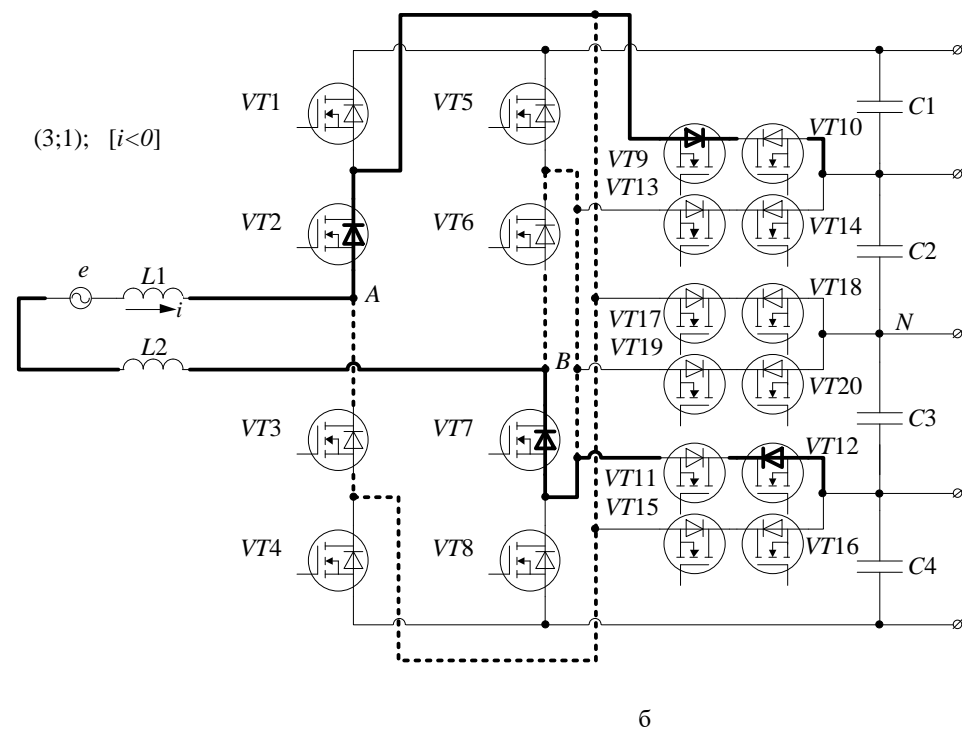 VT1
VT5
C1
(3;1); [i<0]
VT10
VT9
VT13
VT2
VT6
VT14
C2
e
L1
VT18
A
i
VT17
N
L2
VT19
B
VT20
VT3
VT7
C3
VT12
VT11
VT15
VT4
VT8
VT16
C4
б